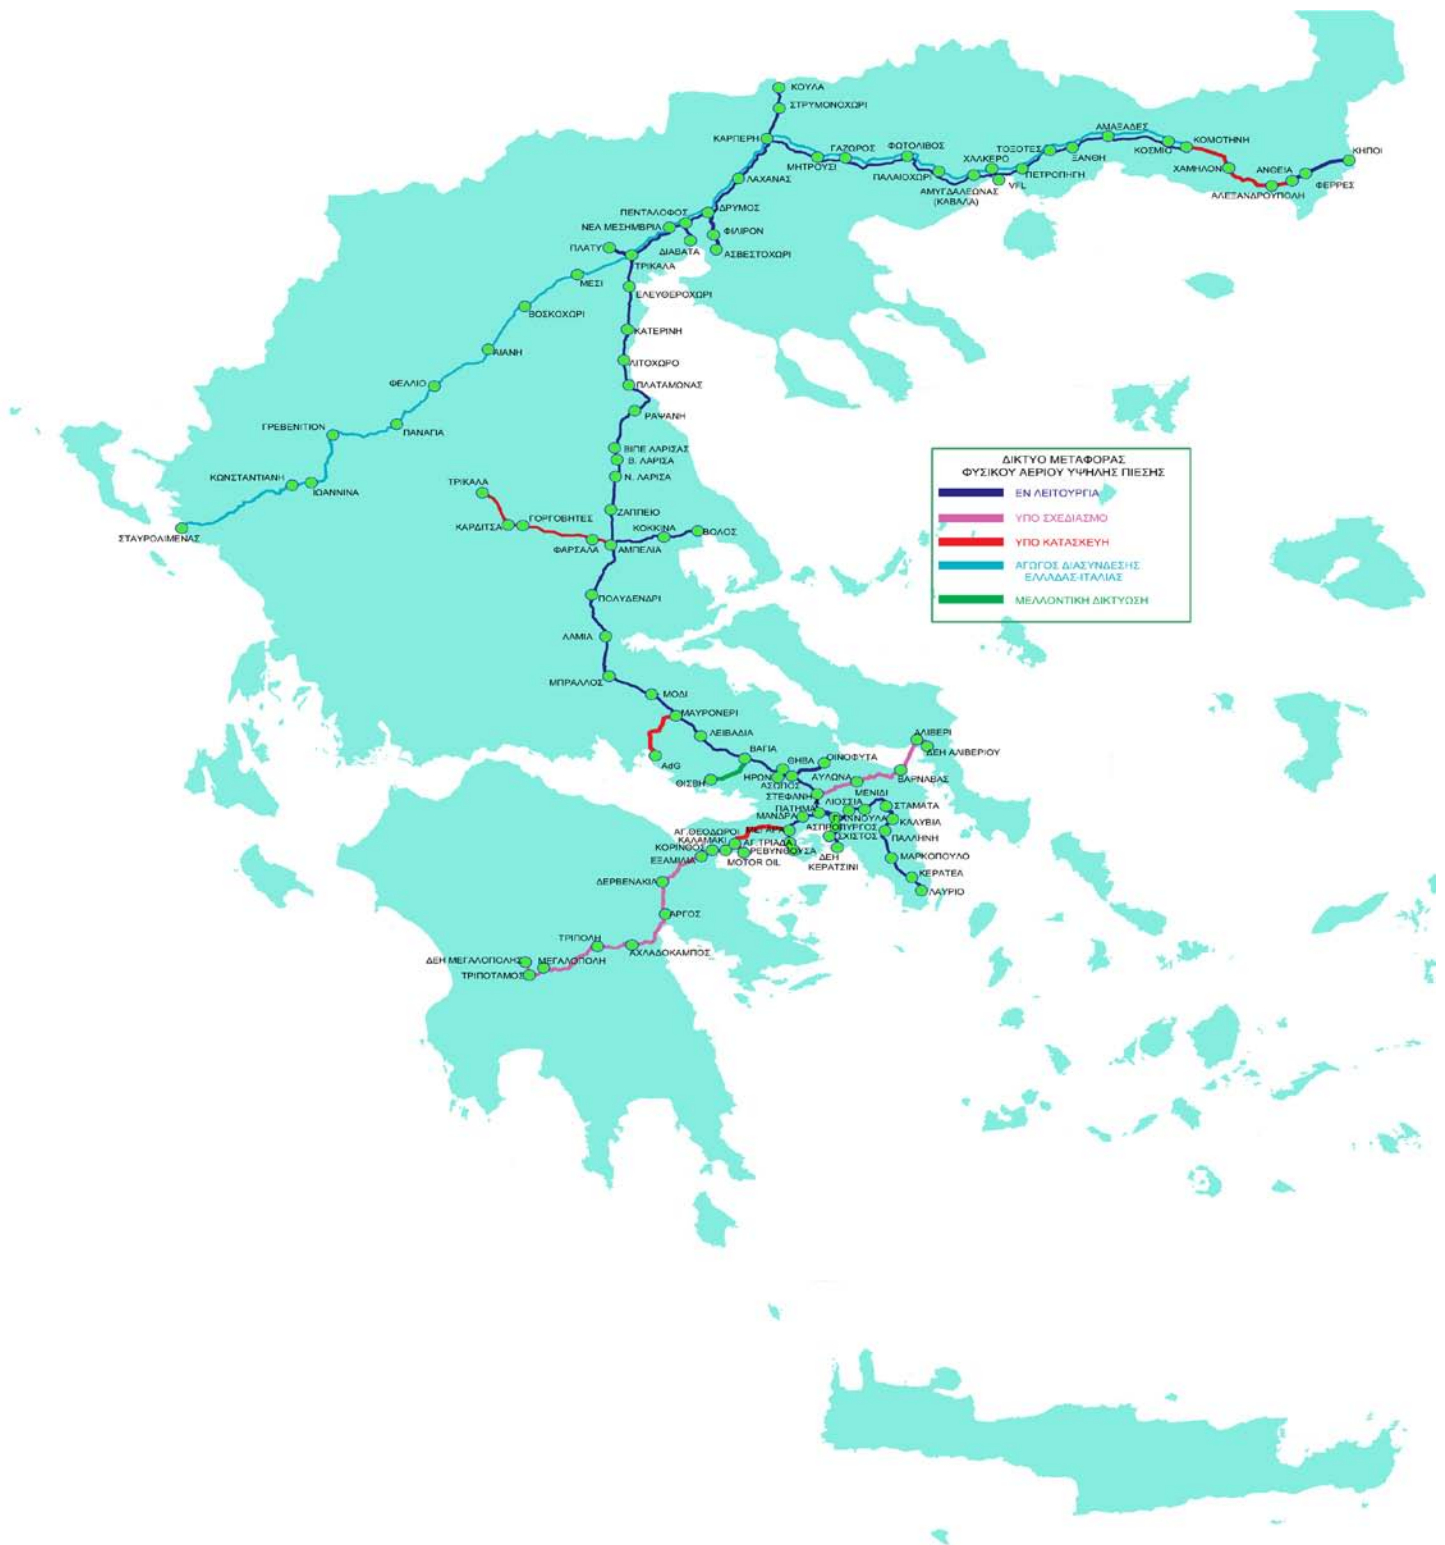 ΚΟΥΛΑ
ΣΤΡΥΜΟΝΟΧΩΡΙ
ΚΑΡΠΕΡΗ
ΑΜΑΞΑΔΕΣ
ΚΟΜΟΤΗΝΗ
ΚΟΣΜΙΟ
ΚΗΠΟΙ
ΦΩΤΟΛΙΒΟΣ
ΤΟΞΟΤΕΣ
ΓΑΖΩΡΟΣ
ΞΑΝΘΗ
ΜΗΤΡΟΥΣΙ
ΧΑΛΚΕΡΟ
ΧΑΜΗΛΟΝ
ΑΝΘΕΙΑ
ΠΑΛΑΙΟΧΩΡΙ
ΠΕΤΡΟΠΗΓΗ
ΦΕΡΡΕΣ
ΛΑΧΑΝΑΣ
VFL
ΑΜΥΓΔΑΛΕΩΝΑΣ
(ΚΑΒΑΛΑ)
ΑΛΕΞΑΝΔΡΟΥΠΟΛΗ
ΔΡΥΜΟΣ
ΠΕΝΤΑΛΟΦΟΣ
ΝΕΑ ΜΕΣΗΜΒΡΙΑ
ΦΙΛΙΡΟΝ
ΠΛΑΤΥ
ΔΙΑΒΑΤΑ
ΑΣΒΕΣΤΟΧΩΡΙ
ΤΡΙΚΑΛΑ
ΜΕΣΙ
ΕΛΕΥΘΕΡΟΧΩΡΙ
ΒΟΣΚΟΧΩΡΙ
ΚΑΤΕΡΙΝΗ
ΑΙΑΝΗ
ΛΙΤΟΧΩΡΟ
ΦΕΛΛΙΟ
ΠΛΑΤΑΜΩΝΑΣ
ΡΑΨΑΝΗ
ΓΡΕΒΕΝΙΤΙΟΝ
ΠΑΝΑΓΙΑ
ΒΙΠΕ ΛΑΡΙΣΑΣ
Β. ΛΑΡΙΣΑ
Ν. ΛΑΡΙΣΑ
ΚΩΝΣΤΑΝΤΙΑΝΗ
ΙΩΑΝΝΙΝΑ
ΤΡΙΚΑΛΑ
ΖΑΠΠΕΙΟ
ΓΟΡΓΟΒΗΤΕΣ
ΚΑΡΔΙΤΣΑ
ΚΟΚΚΙΝΑ
ΒΟΛΟΣ
ΣΤΑΥΡΟΛΙΜΕΝΑΣ
ΦΑΡΣΑΛΑ
ΑΜΠΕΛΙΑ
ΔΙΚΤΥΟ ΜΕΤΑΦΟΡΑΣ
ΦΥΣΙΚΟΥ ΑΕΡΙΟΥ ΥΨΗΛΗΣ ΠΙΕΣΗΣ
ΕΝ ΛΕΙΤΟΥΡΓΙΑ
ΥΠΟ ΣΧΕΔΙΑΣΜΟ
ΥΠΟ ΚΑΤΑΣΚΕΥΗ
ΑΓΩΓΟΣ ΔΙΑΣΥΝΔΕΣΗΣ
ΕΛΛΑΔΑΣ-ΙΤΑΛΙΑΣ
ΜΕΛΛΟΝΤΙΚΗ ΔΙΚΤΥΩΣΗ
ΠΟΛΥΔΕΝΔΡΙ
ΛΑΜΙΑ
ΜΠΡΑΛΛΟΣ
ΜΟΔΙ
ΜΑΥΡΟΝΕΡΙ
ΛΕΙΒΑΔΙΑ
ΑΛΙΒΕΡΙ
ΔΕΗ ΑΛΙΒΕΡΙΟΥ
ΒΑΓΙΑ
AdG
ΘΗΒΑ
ΟΙΝΟΦΥΤΑ
ΘΙΣΒΗ
ΗΡΩΝ
ΑΣΩΠΟΣ
ΑΥΛΩΝΑ
ΒΑΡΝΑΒΑΣ
ΣΤΕΦΑΝΗ
ΜΕΝΙΔΙ
ΛΙΟΣΣΙΑ
ΣΤΑΜΑΤΑ
ΠΑΤΗΜΑ
ΜΑΝΔΡΑ
ΓΙΑΝΝΟΥΛΑ
ΚΑΛΥΒΙΑ
ΑΣΠΡΟΠΥΡΓΟΣ
ΜΕΓΑΡΑ
ΑΓ.ΘΕΟΔΩΡΟΙ
ΣΧΙΣΤΟΣ
ΠΑΛΛΗΝΗ
ΚΑΛΑΜΑΚΙ
ΑΓ.ΤΡΙΑΔΑ
ΚΟΡΙΝΘΟΣ
ΡΕΒΥΘΟΥΣΑ
ΔΕΗ
ΚΕΡΑΤΣΙΝΙ
ΕΞΑΜΙΛΙΑ
MOTOR OIL
ΜΑΡΚΟΠΟΥΛΟ
ΚΕΡΑΤΕΑ
ΔΕΡΒΕΝΑΚΙΑ
ΛΑΥΡΙΟ
ΑΡΓΟΣ
ΤΡΙΠΟΛΗ
ΑΧΛΑΔΟΚΑΜΠΟΣ
ΔΕΗ ΜΕΓΑΛΟΠΟΛΗΣ
ΜΕΓΑΛΟΠΟΛΗ
ΤΡΙΠΟΤΑΜΟΣ